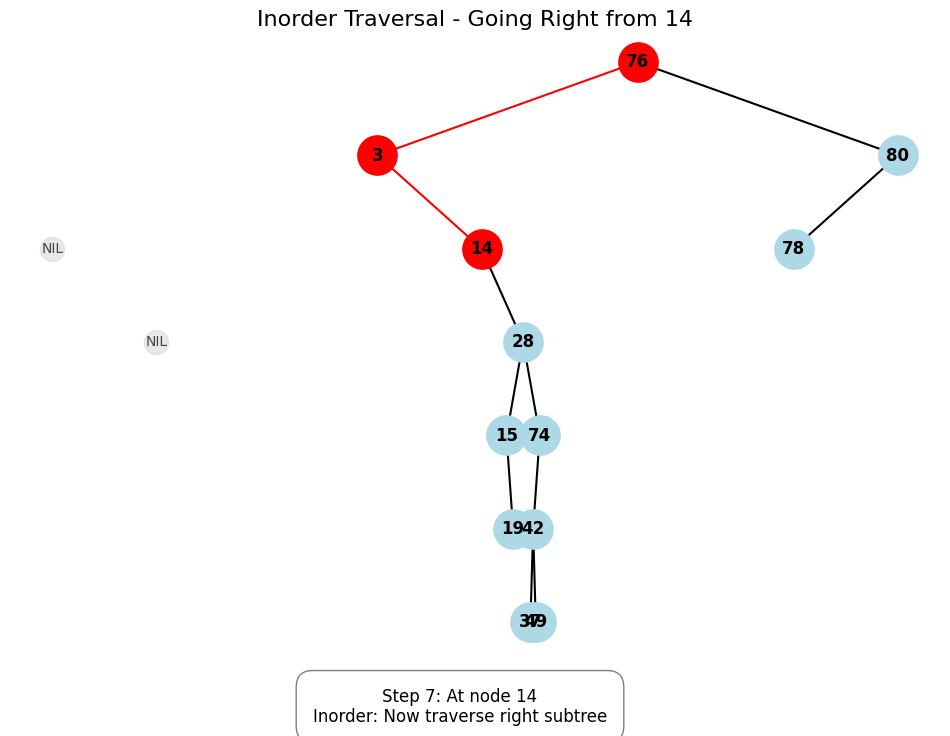 Inorder Traversal - Going Right from 14
76
3
80
NIL
14
78
NIL
28
15
74
19
42
49
Step 7: At node 14
Inorder: Now traverse right subtree